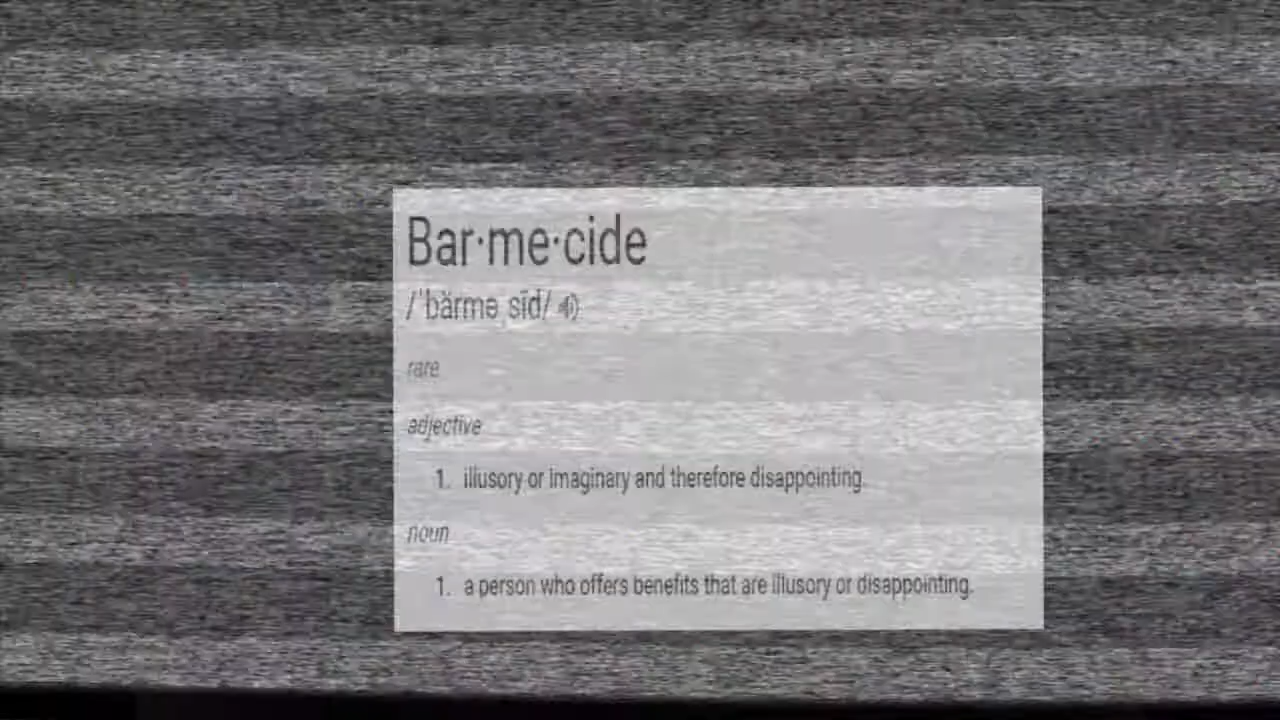 Bar·me·cide
/ˈbärməˌsīd/
rare
adjective
1. illusory or imaginary and therefore disappointing.
noun
1. a person who offers benefits that are illusory or disappointing.